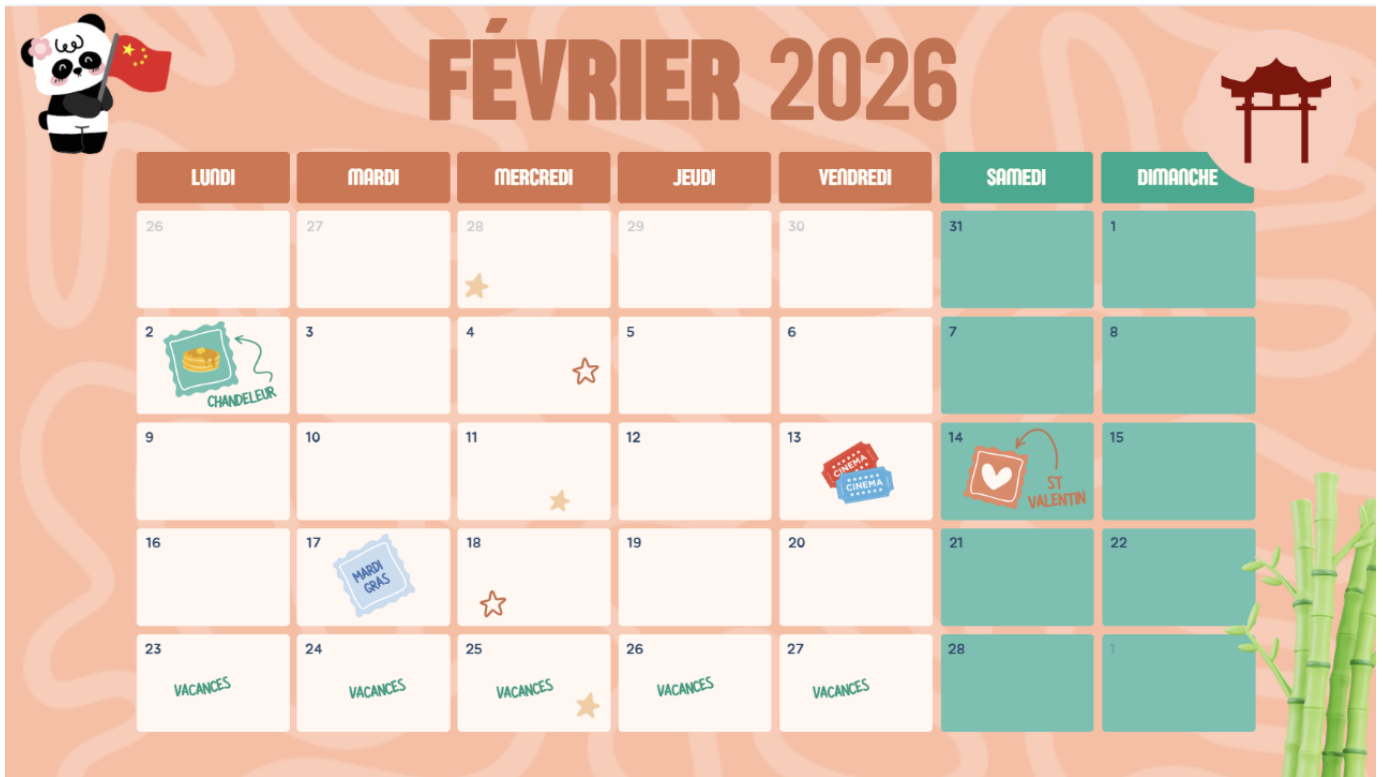 FÉVRIER 2026
LUNDI MARDI MERCREDI JEUDI VENDREDI SAMEDI DIMANCHE
26 27 28 29 30 31 1
2 3 4 5 6 7 8
CHANDELEUR
9 10 11 12 13 14 15
CINEMA
CINEMA
ST
VALENTIN
16 17 18 19 20 21 22
MARDI
GRAS
23 24 25 26 27 28 1
VACANCES VACANCES VACANCES VACANCES VACANCES